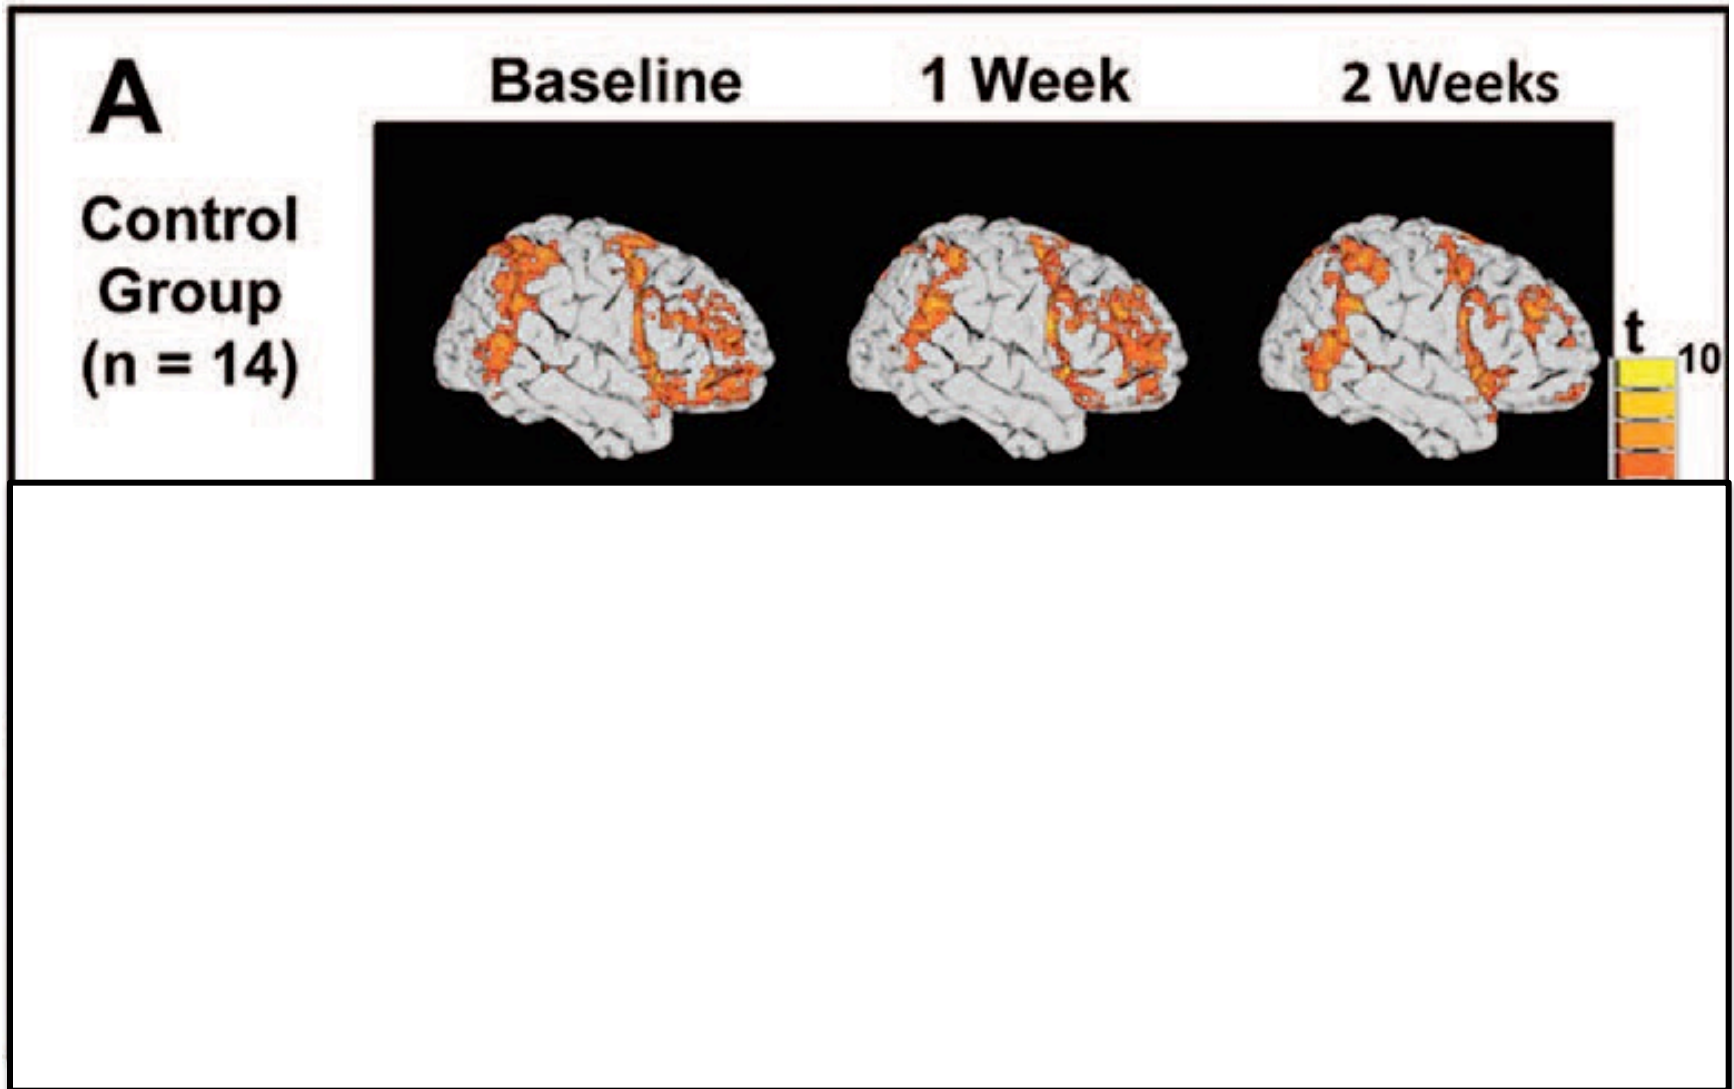 A
Baseline
1 Week
2 Weeks
Control
Group
(n = 14)
t
10